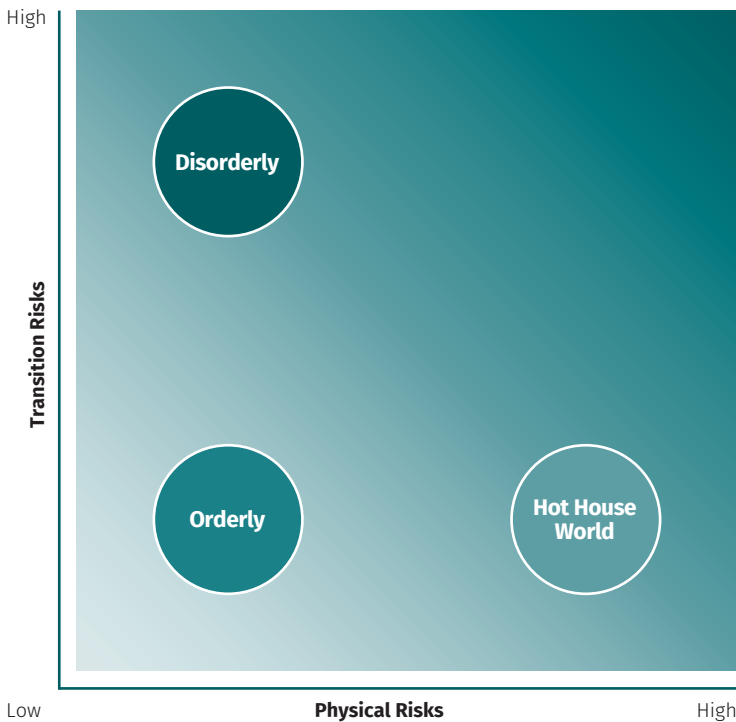 High
Disorderly
Transition Risks
Orderly
Hot House
World
Low
Physical Risks
High